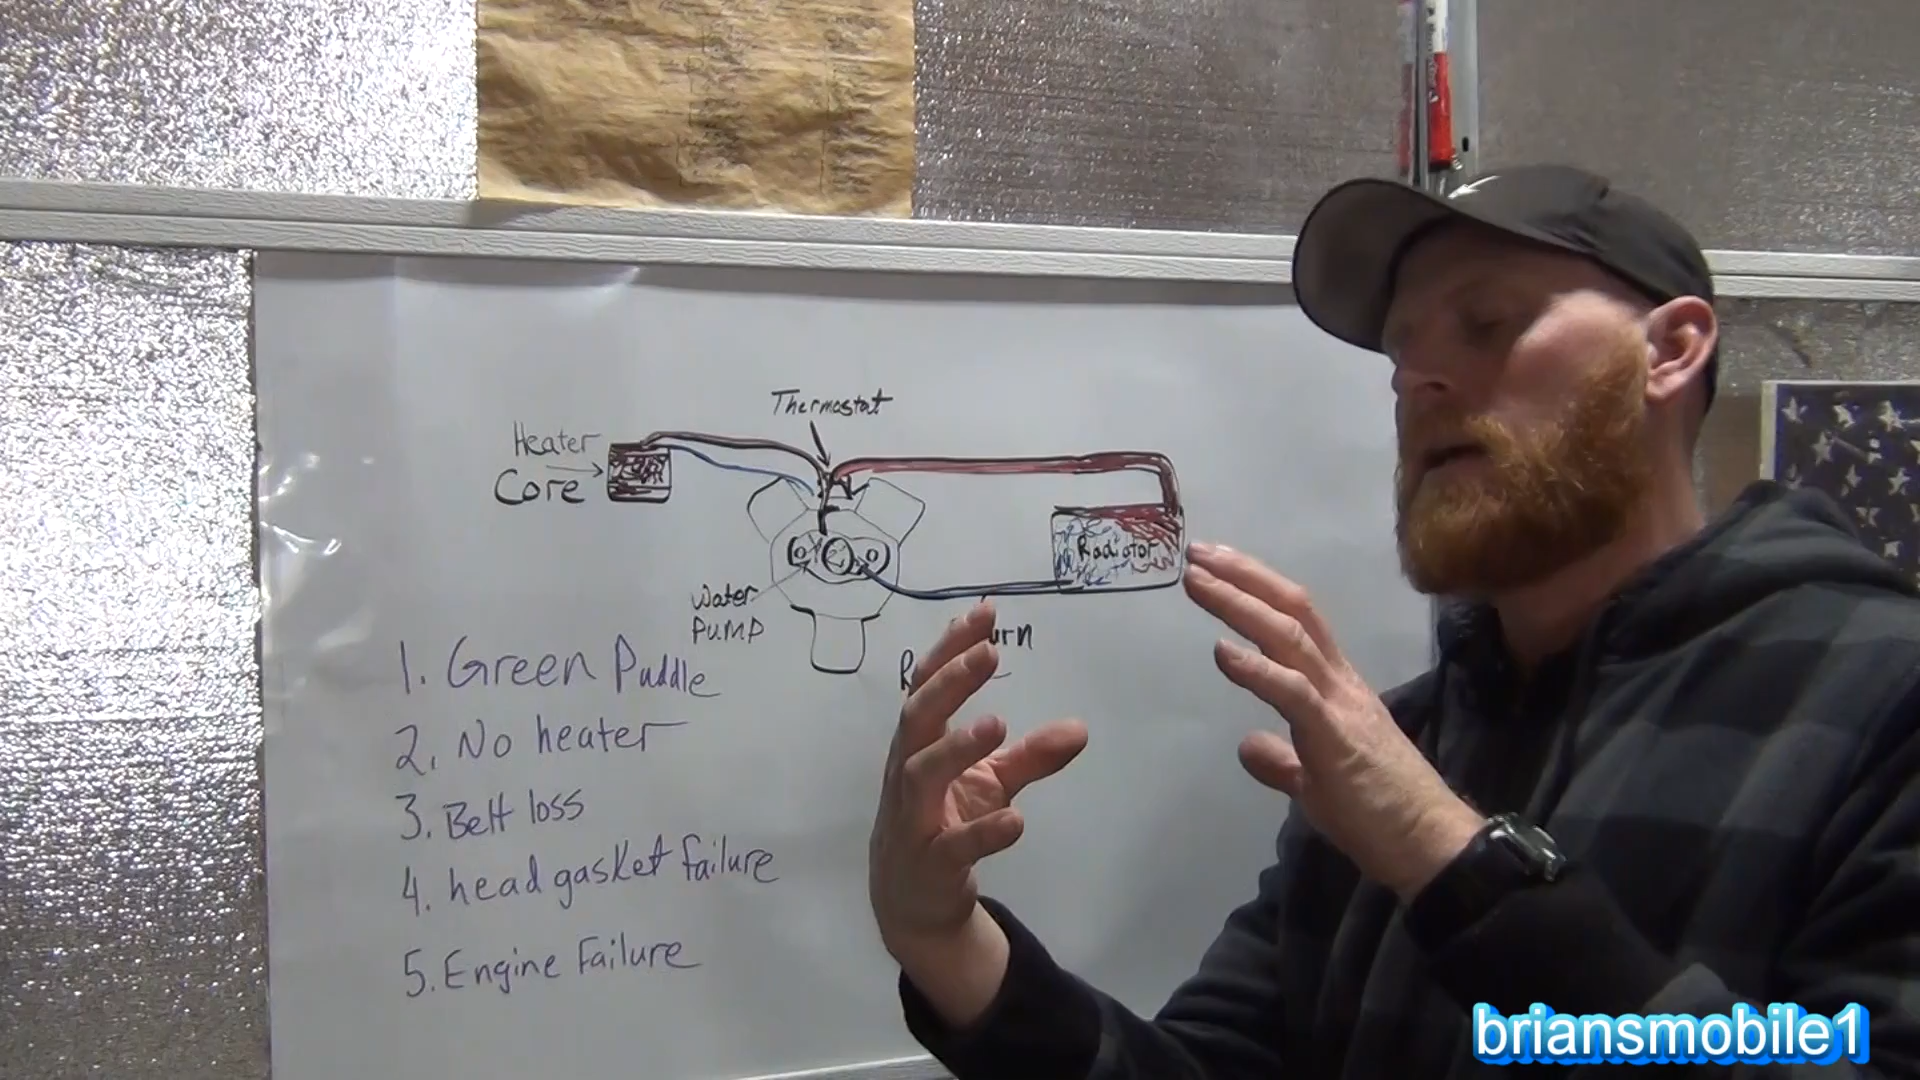 Thermostat
Heater
Core
Radiator
Water
PUMP
1. Green Puddle
2. No heater
3. Belt loss
4. head gasket failure
5. Engine Failure
briansmobile1